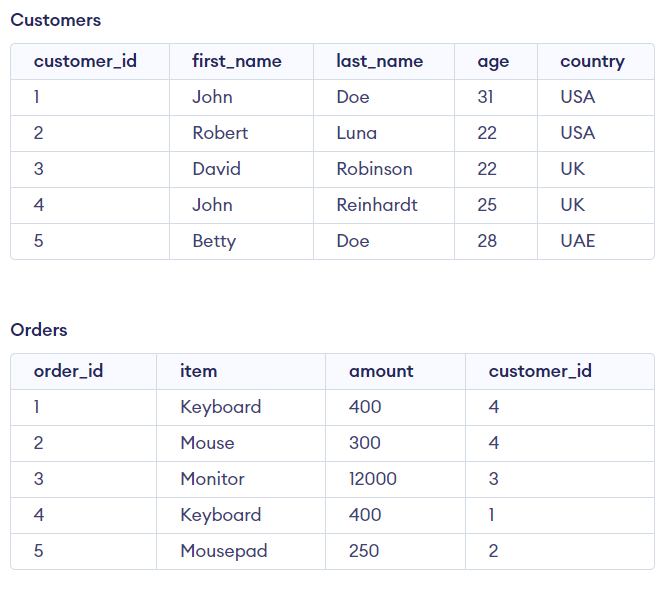 Customers
customer_id first_name last_name age country
1 John Doe 31 USA
2 Robert Luna 22 USA
3 David Robinson 22 UK
4 John Reinhardt 25 UK
5 Betty Doe 28 UAE
Orders
order_id item amount customer_id
1 Keyboard 400 4
2 Mouse 300 4
3 Monitor 12000 3
4 Keyboard 400 1
5 Mousepad 250 2